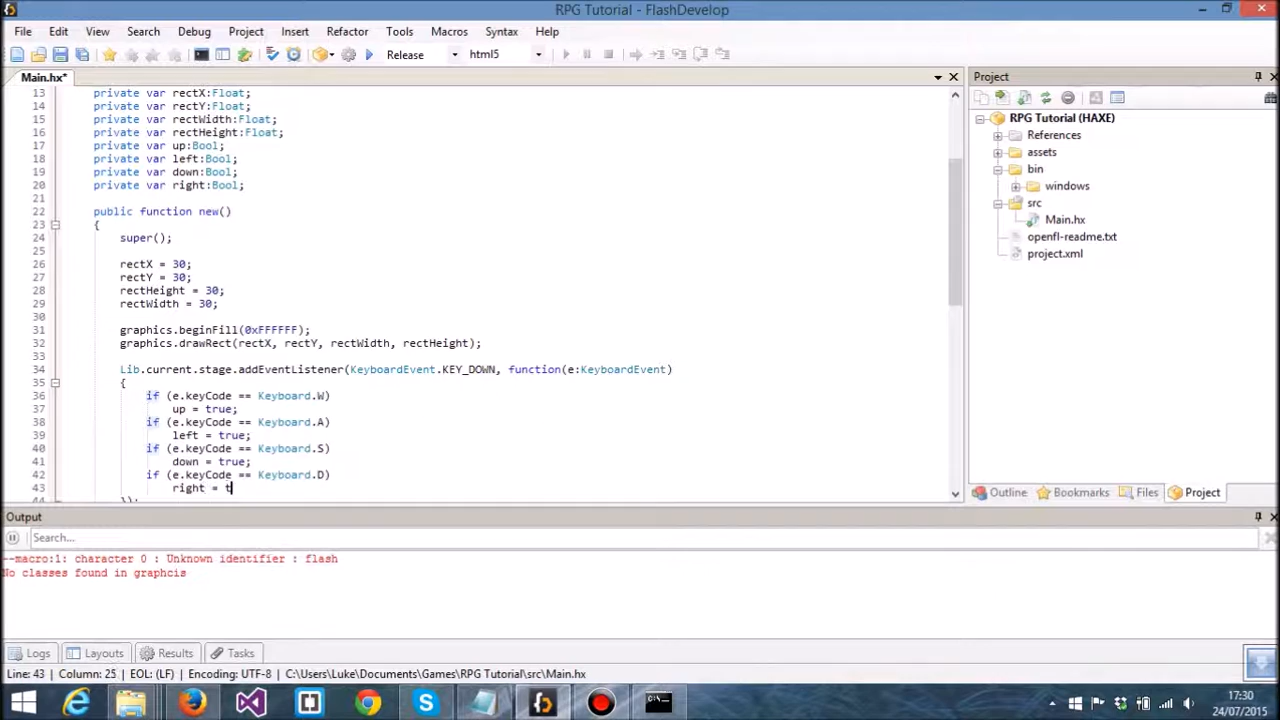 RPG Tutorial - FlashDevelop
File Edit View Search Debug Project Insert Refactor Tools Macros Syntax Help
Release html5
Main.hx*
Project
13 private var rectX:Float;
14 private var rectY:Float;
15 private var rectWidth:Float;
16 private var rectHeight:Float;
17 private var up:Bool;
18 private var left:Bool;
19 private var down:Bool;
20 private var right:Bool;
21
22 public function new()
23 {
24 super();
25
26 rectX = 30;
27 rectY = 30;
28 rectHeight = 30;
29 rectWidth = 30;
30
31 graphics.beginFill(0xFFFFFF);
32 graphics.drawRect(rectX, rectY, rectWidth, rectHeight);
33
34 Lib.current.stage.addEventListener(KeyboardEvent.KEY_DOWN, function(e:KeyboardEvent)
35 {
36 if (e.keyCode == Keyboard.W)
37 up = true;
38 if (e.keyCode == Keyboard.A)
39 left = true;
40 if (e.keyCode == Keyboard.S)
41 down = true;
42 if (e.keyCode == Keyboard.D)
43 right = t
44 });
RPG Tutorial (HAXE)
References
assets
bin
windows
src
Main.hx
openfl-readme.txt
project.xml
Outline Bookmarks Files Project
Output
Search...
--macro:1: character 0 : Unknown identifier : flash
No classes found in graphcis
Logs Layouts Results Tasks
Line: 43 Column: 25 EOL: (LF) Encoding: UTF-8 C:\Users\Luke\Documents\Games\RPG Tutorial\src\Main.hx
17:30
24/07/2015